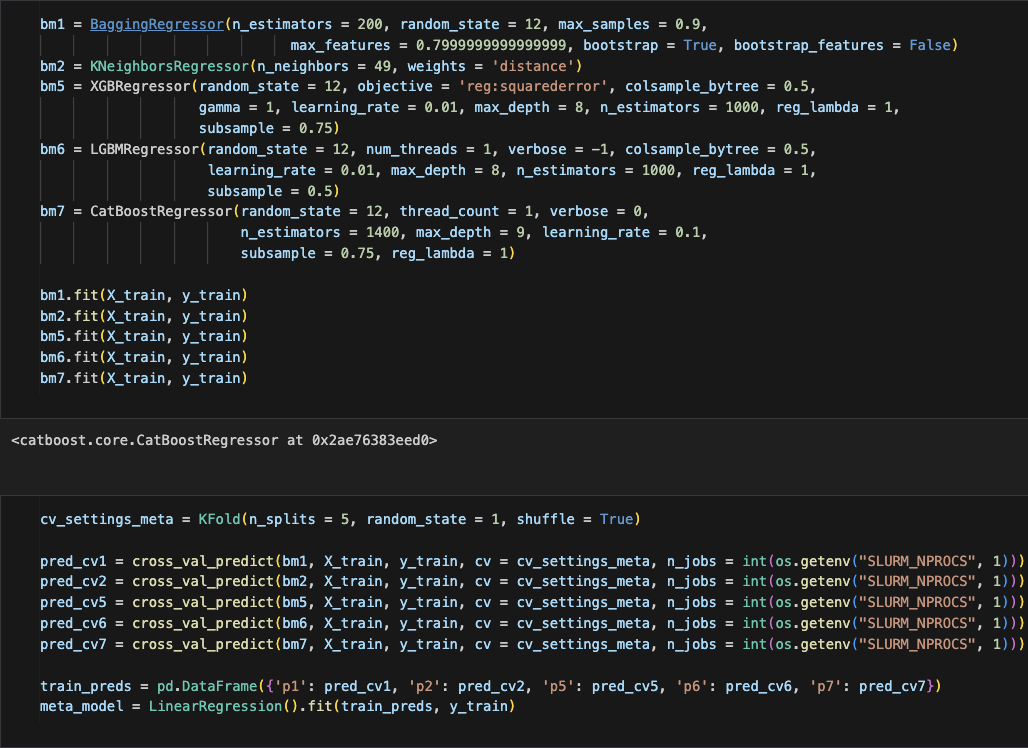 bm1 = BaggingRegressor(n_estimators = 200, random_state = 12, max_samples = 0.9,
max_features = 0.7999999999999999, bootstrap = True, bootstrap_features = False)
bm2 = KNeighborsRegressor(n_neighbors = 49, weights = 'distance')
bm5 = XGBRegressor(random_state = 12, objective = 'reg:squarederror', colsample_bytree = 0.5,
gamma = 1, learning_rate = 0.01, max_depth = 8, n_estimators = 1000, reg_lambda = 1,
subsample = 0.75)
bm6 = LGBMRegressor(random_state = 12, num_threads = 1, verbose = -1, colsample_bytree = 0.5,
learning_rate = 0.01, max_depth = 8, n_estimators = 1000, reg_lambda = 1,
subsample = 0.5)
bm7 = CatBoostRegressor(random_state = 12, thread_count = 1, verbose = 0,
n_estimators = 1400, max_depth = 9, learning_rate = 0.1,
subsample = 0.75, reg_lambda = 1)
bm1.fit(X_train, y_train)
bm2.fit(X_train, y_train)
bm5.fit(X_train, y_train)
bm6.fit(X_train, y_train)
bm7.fit(X_train, y_train)
<catboost.core.CatBoostRegressor at 0x2ae76383eed0>
cv_settings_meta = KFold(n_splits = 5, random_state = 1, shuffle = True)
pred_cv1 = cross_val_predict(bm1, X_train, y_train, cv = cv_settings_meta, n_jobs = int(os.getenv("SLURM_NPROCS", 1)))
pred_cv2 = cross_val_predict(bm2, X_train, y_train, cv = cv_settings_meta, n_jobs = int(os.getenv("SLURM_NPROCS", 1)))
pred_cv5 = cross_val_predict(bm5, X_train, y_train, cv = cv_settings_meta, n_jobs = int(os.getenv("SLURM_NPROCS", 1)))
pred_cv6 = cross_val_predict(bm6, X_train, y_train, cv = cv_settings_meta, n_jobs = int(os.getenv("SLURM_NPROCS", 1)))
pred_cv7 = cross_val_predict(bm7, X_train, y_train, cv = cv_settings_meta, n_jobs = int(os.getenv("SLURM_NPROCS", 1)))
train_preds = pd.DataFrame({'p1': pred_cv1, 'p2': pred_cv2, 'p5': pred_cv5, 'p6': pred_cv6, 'p7': pred_cv7})
meta_model = LinearRegression().fit(train_preds, y_train)